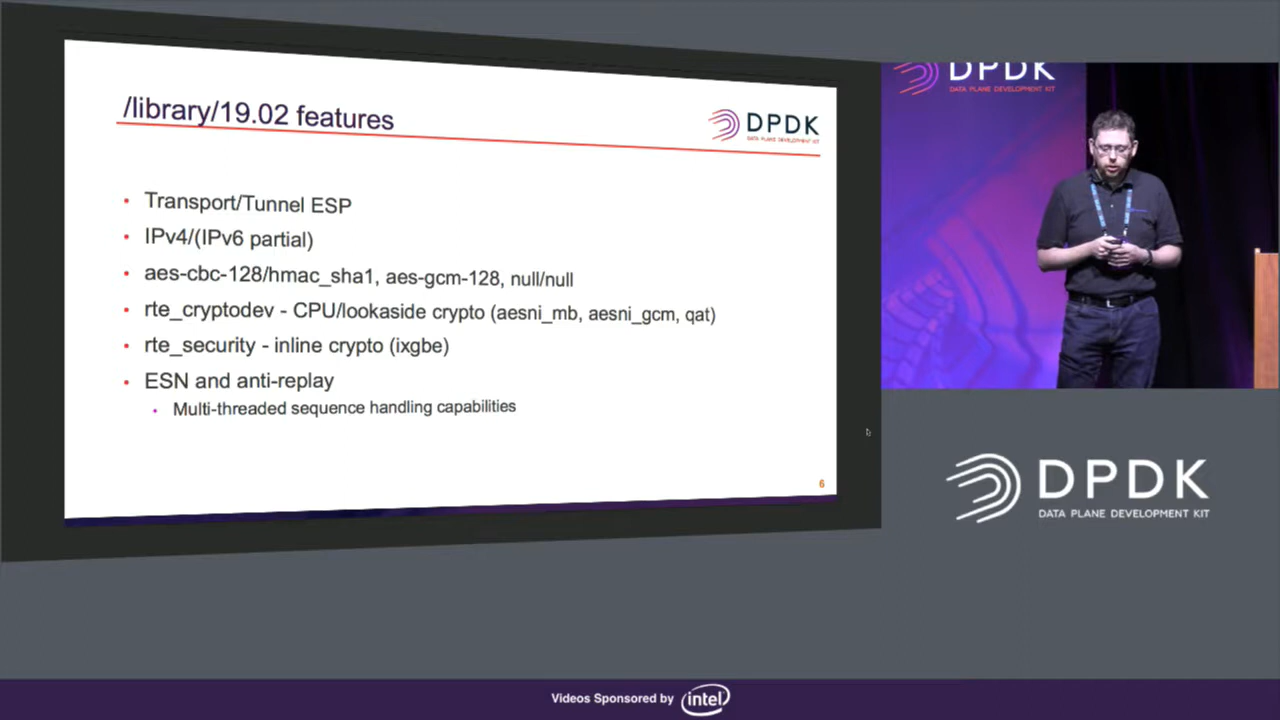 /library/19.02 features
DPDK
DATA PLANE DEVELOPMENT KIT
• Transport/Tunnel ESP
• IPv4/(IPv6 partial)
• aes-cbc-128/hmac_sha1, aes-gcm-128, null/null
• rte_cryptodev - CPU/lookaside crypto (aesni_mb, aesni_gcm, qat)
• rte_security - inline crypto (ixgbe)
• ESN and anti-replay
• Multi-threaded sequence handling capabilities
6
DPDK
DATA PLANE DEVELOPMENT KIT
DPDK
DATA PLANE DEVELOPMENT KIT
Videos Sponsored by intel